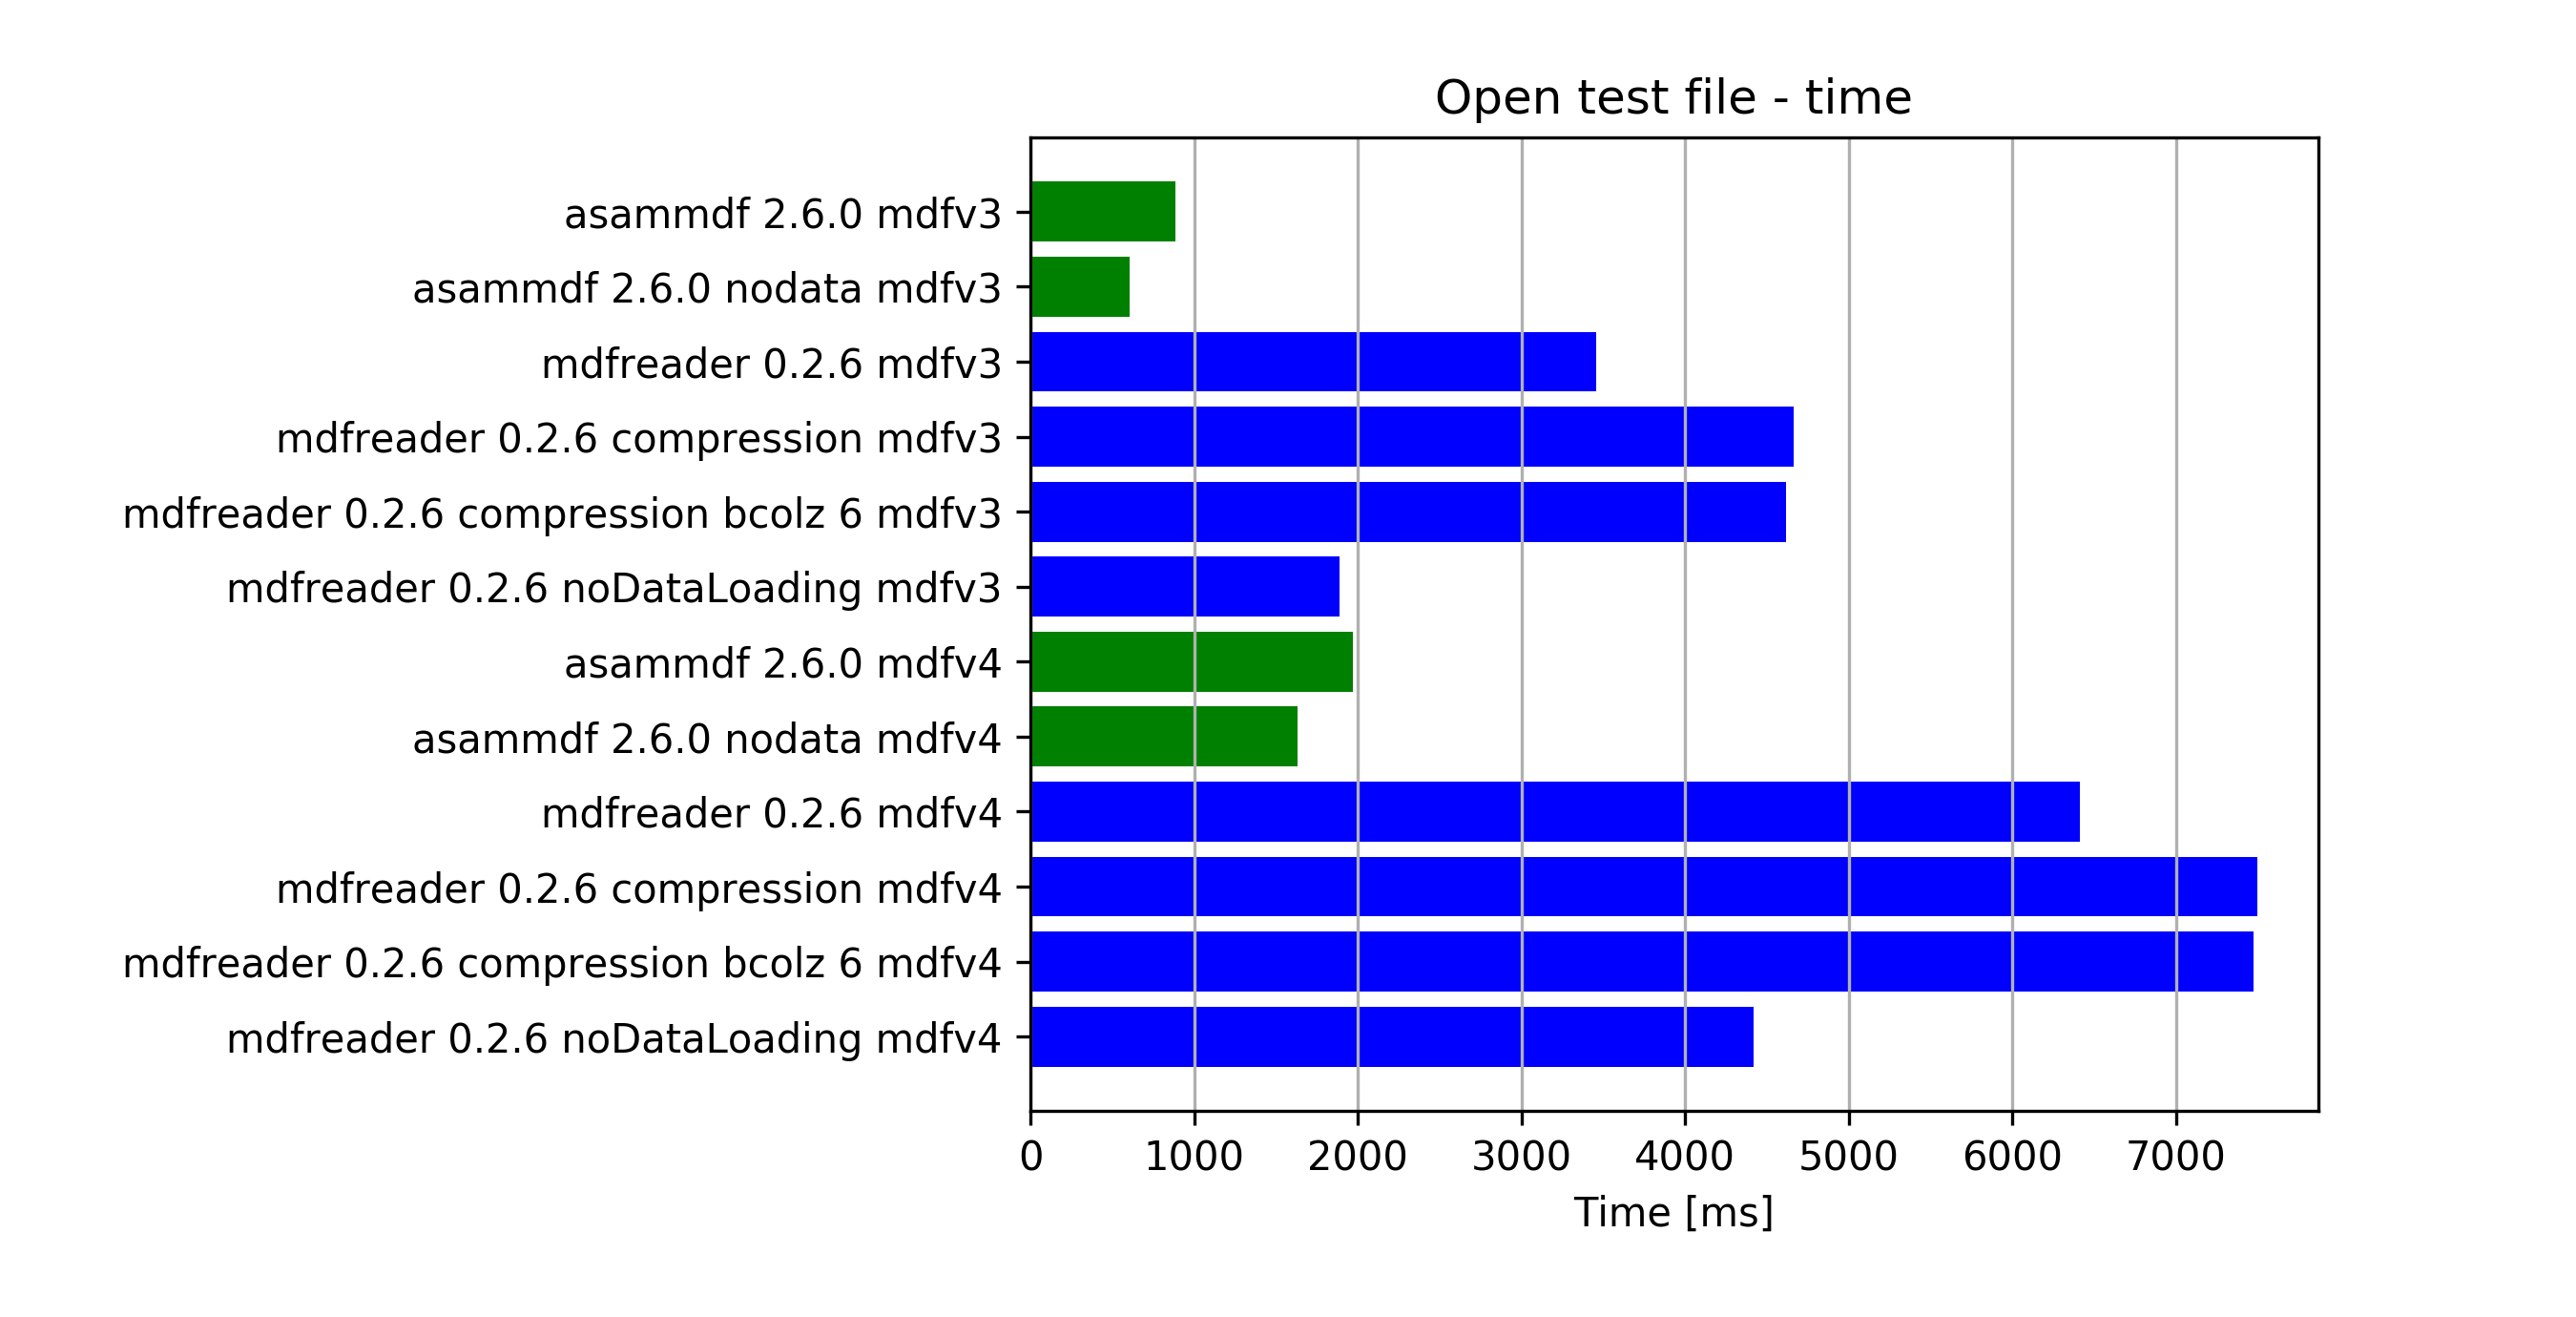 Open test file - time
asammdf 2.6.0 mdfv3
asammdf 2.6.0 nodata mdfv3
mdfreader 0.2.6 mdfv3
mdfreader 0.2.6 compression mdfv3
mdfreader 0.2.6 compression bcolz 6 mdfv3
mdfreader 0.2.6 noDataLoading mdfv3
asammdf 2.6.0 mdfv4
asammdf 2.6.0 nodata mdfv4
mdfreader 0.2.6 mdfv4
mdfreader 0.2.6 compression mdfv4
mdfreader 0.2.6 compression bcolz 6 mdfv4
mdfreader 0.2.6 noDataLoading mdfv4
0 1000 2000 3000 4000 5000 6000 7000
Time [ms]